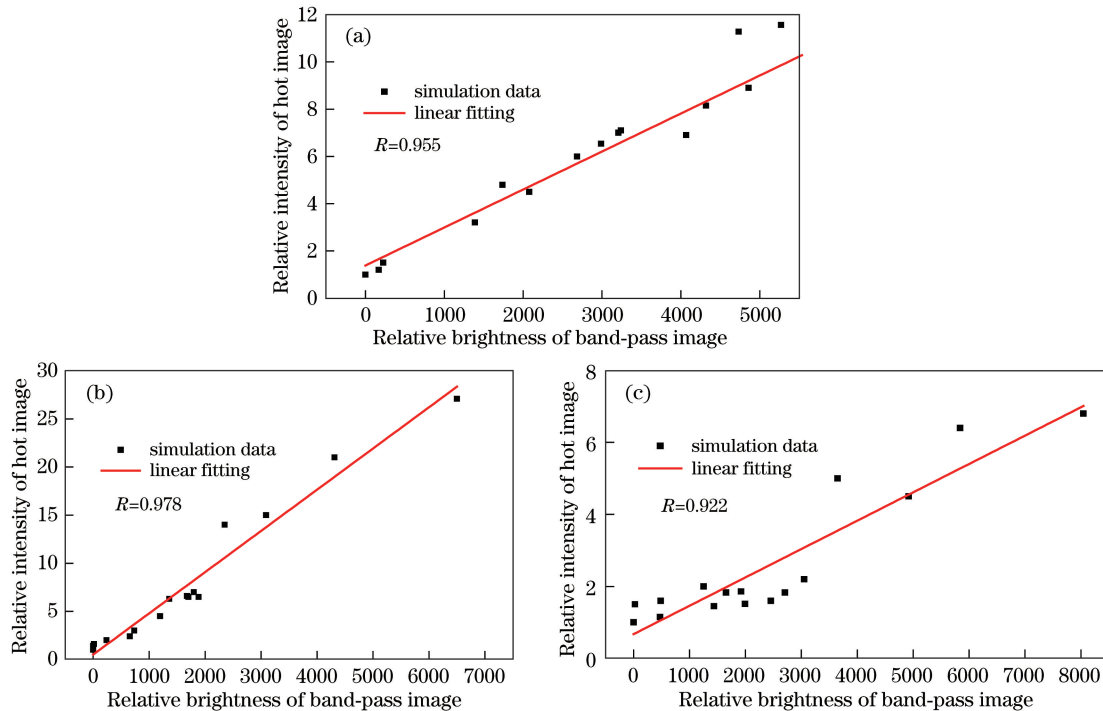 (a)
12
10
8
6
4
2
0
Relative intensity of hot image
simulation data
linear fitting
R=0.955
0 1000 2000 3000 4000 5000
Relative brightness of band-pass image
(b)
30
25
20
15
10
5
0
Relative intensity of hot image
simulation data
linear fitting
R=0.978
0 1000 2000 3000 4000 5000 6000 7000
Relative brightness of band-pass image
(c)
8
6
4
2
0
Relative intensity of hot image
simulation data
linear fitting
R=0.922
0 1000 2000 3000 4000 5000 6000 7000 8000
Relative brightness of band-pass image